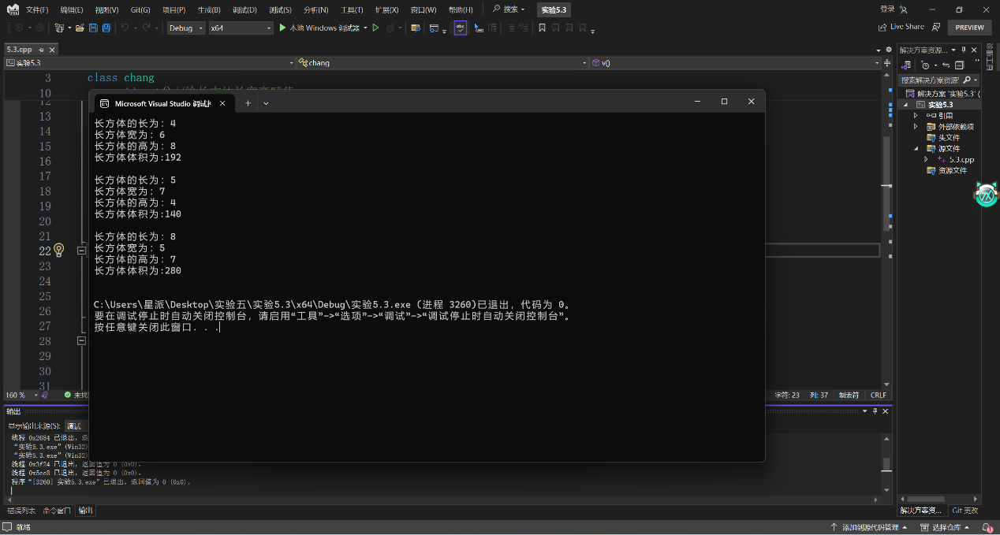 文件(F) 编辑(E) 视图(V) Git(G) 项目(P) 生成(B) 调试(D) 测试(S) 分析(N) 工具(T) 扩展(X) 窗口(W) 帮助(H) 搜索 实验5.3 登录
Debug x64 本地 Windows 调试器 Live Share PREVIEW
5.3.cpp
实验5.3 chang v()
3 class chang
10
12
13
14
15
16
17
18
19
20
21
22
23
24
25
26
27
28
29
30
31
Microsoft Visual Studio 调试
长方体的长为: 4
长方体宽为: 6
长方体的高为: 8
长方体体积为:192
长方体的长为: 5
长方体宽为: 7
长方体的高为: 4
长方体体积为:140
长方体的长为: 8
长方体宽为: 5
长方体的高为: 7
长方体体积为:280
C:\Users\星派\Desktop\实验五\实验5.3\x64\Debug\实验5.3.exe (进程 3260)已退出，代码为 0。
要在调试停止时自动关闭控制台，请启用“工具”->“选项”->“调试”->“调试停止时自动关闭控制台”。
按任意键关闭此窗口. . .
160 % 未找 字符: 23 列: 37 制表符 CRLF
输出
显示输出来源(S): 调试
线程 0x2684 已退出，返
“实验5.3.exe”(Win32)
“实验5.3.exe”(Win32)
线程 0x3f24 已退出，返回值为 0 (0x0)。
线程 0x5ec8 已退出，返回值为 0 (0x0)。
程序“[3260] 实验5.3.exe”已退出，返回值为 0 (0x0)。
错误列表 命令窗口 输出
解决方案资源...
搜索解决方案资源
解决方案 '实验5.3' (
实验5.3
引用
外部依赖项
头文件
源文件
5.3.cpp
资源文件
诊断工具
解决方案资... Git 更改
就绪 添加到源代码管理 选择仓库 1